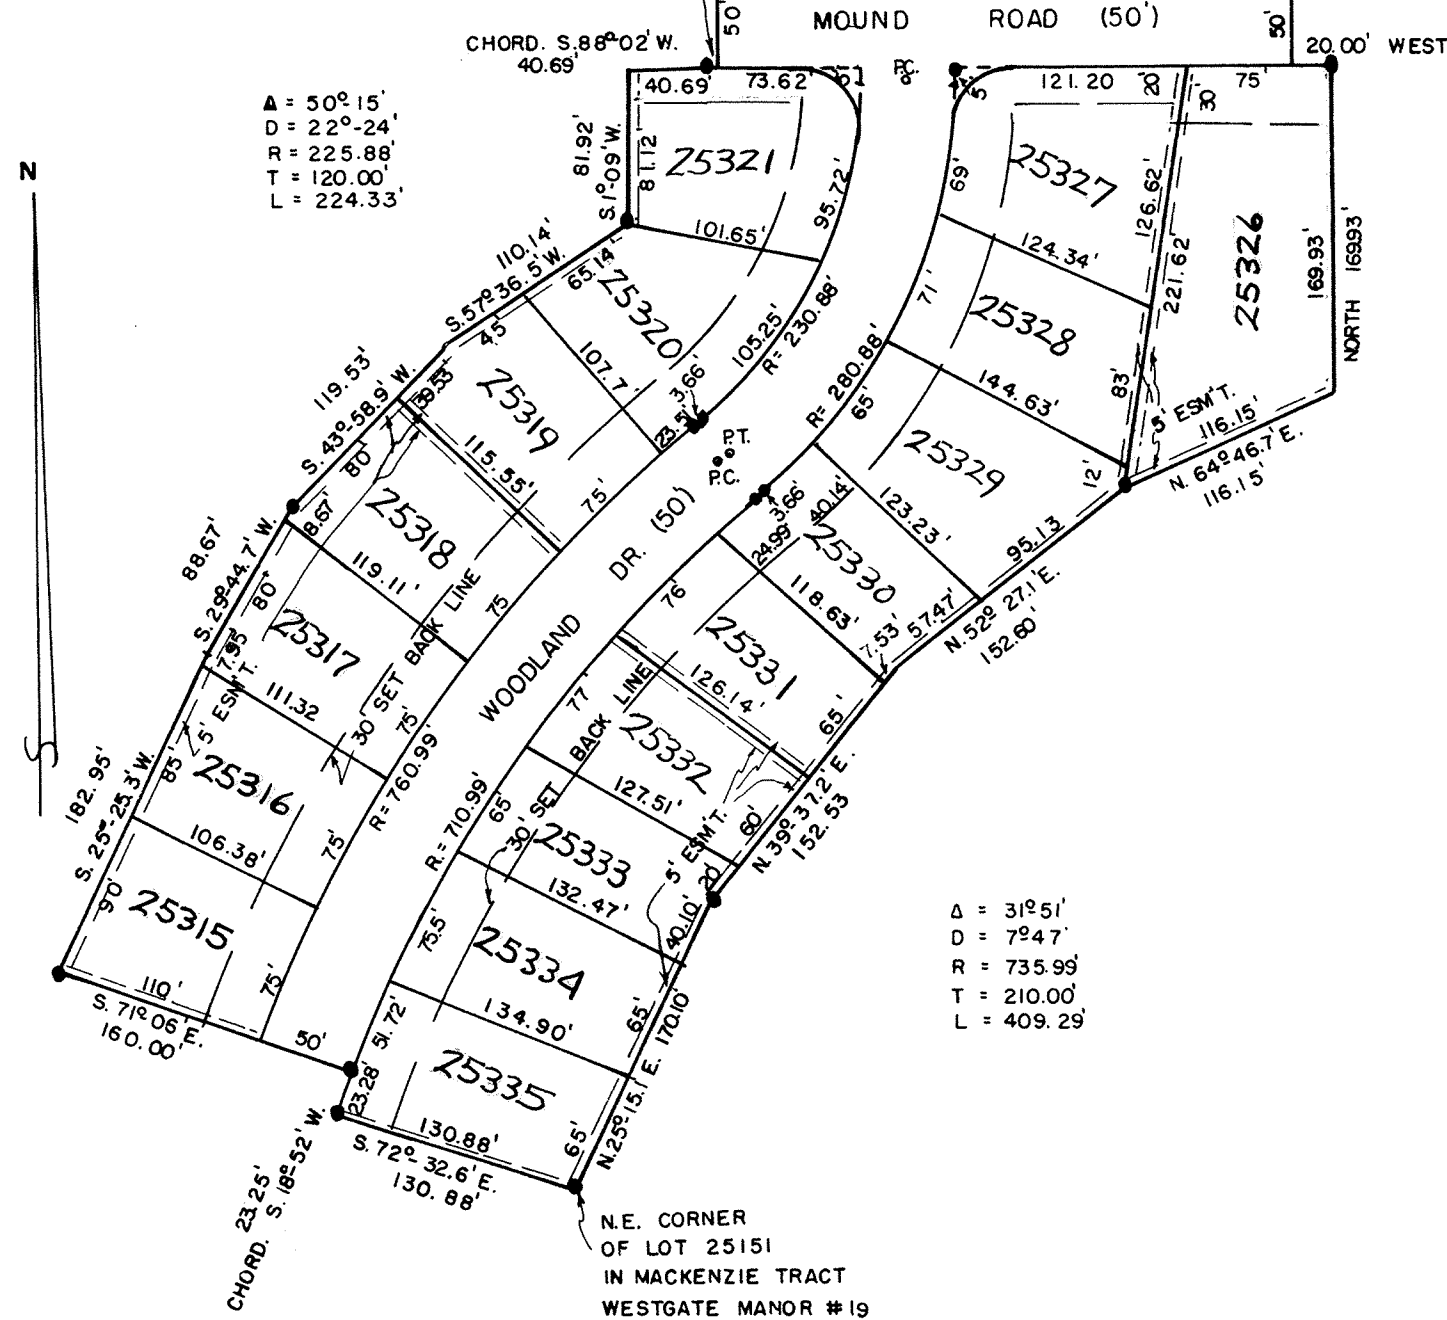 50'
MOUND ROAD (50')
50'
20.00' WEST
CHORD. S.88°02'W.
40.69'
40.69' 73.62'
P.C.
5'
121.20 20'
30'
75'
Δ = 50°15'
D = 22°-24'
R = 225.88'
T = 120.00'
L = 224.33'
N
81.92'
S.1°-09'W.
81.12'
25321
95.72'
101.65'
69'
25327
124.34'
126.62'
221.62'
25326
169.93'
NORTH 169.93'
110.14'
S.57°36.5'W.
65.14'
45'
25320
107.7'
105.25'
R= 230.88'
3.66'
23.5'
71'
25328
144.63'
83'
5' ESM'T.
116.15'
N. 64°46.7'E.
116.15'
119.53'
S. 43°-58.9' W.
39.53'
80'
25319
115.55'
75'
P.T.
P.C.
R= 280.88'
65'
25329
12'
123.23'
95.13
N. 52° 27.1'E.
152.60'
88.67'
S. 29°-44.7' W.
8.67'
80'
25318
119.11'
75'
WOODLAND DR. (50')
3.66'
24.99'
40.14'
25330
118.63'
7.53'
57.47'
25317
7.95'
5' ESM'T.
111.32
30' SET BACK LINE
75'
76'
25331
126.14'
65'
N. 39°37.2'E.
152.53
182.95'
S. 25°-25.3'W.
85'
25316
106.38'
75'
R= 760.99'
77'
25332
127.51'
60'
30' SET BACK LINE
5' ESM'T.
20'
90'
25315
110'
75'
S. 71°06'E.
160.00'
50'
R.= 710.99'
65'
25333
132.47'
40.10'
75.5'
25334
134.90'
65'
N.25°-15.1'E. 170.10'
51.72'
23.28'
25335
130.88'
65'
S. 72°-32.6'E.
130.88'
23.25'
CHORD. S. 18°-52' W.
Δ = 31°51'
D = 7°47'
R = 735.99'
T = 210.00'
L = 409.29'
N.E. CORNER
OF LOT 25151
IN MACKENZIE TRACT
WESTGATE MANOR #19